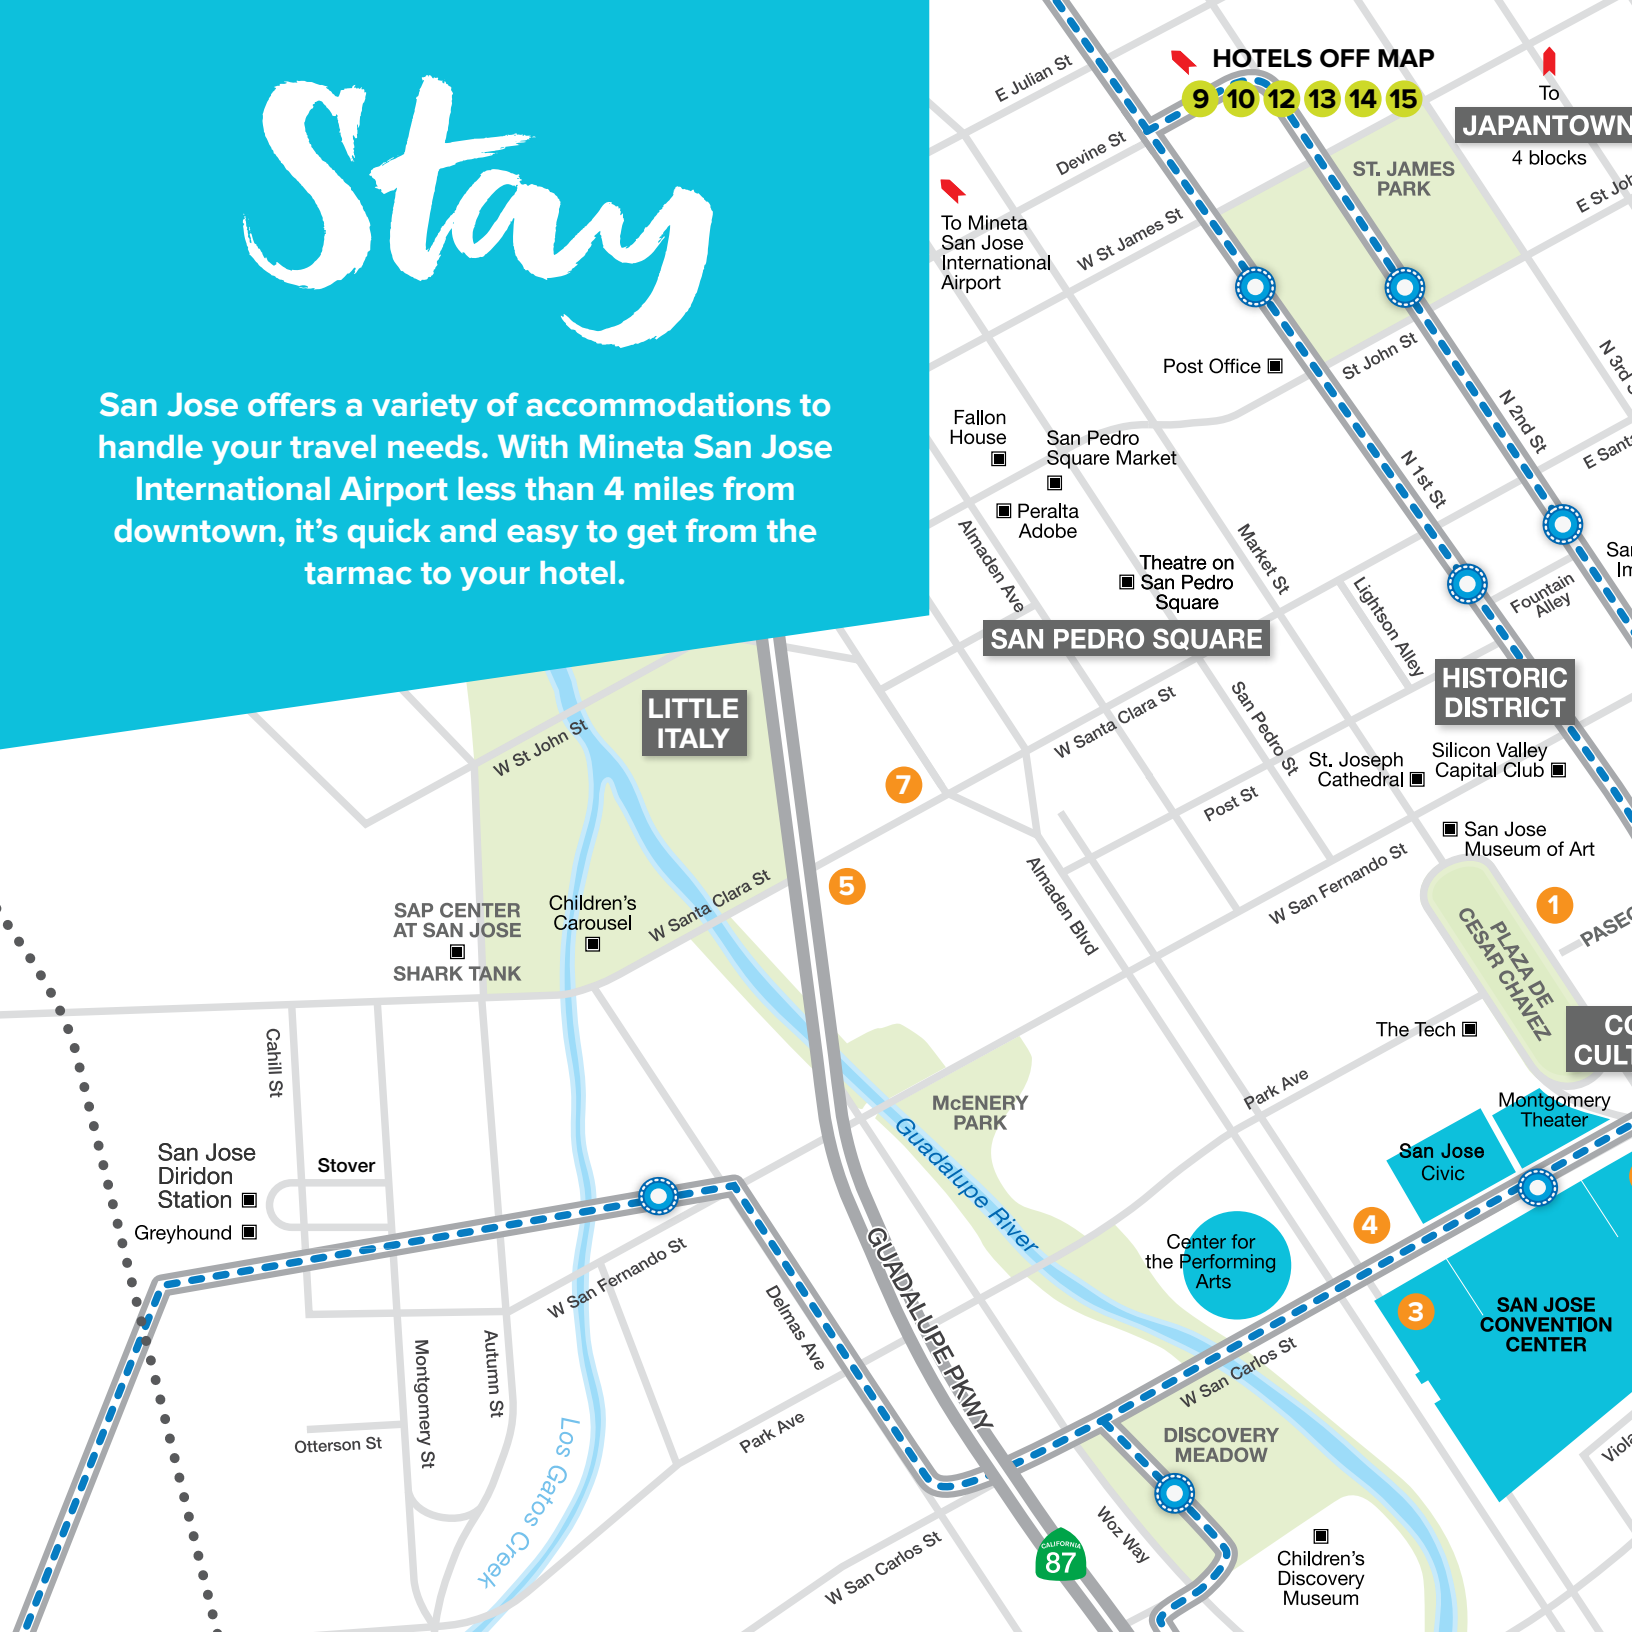 Stay
San Jose offers a variety of accommodations to
handle your travel needs. With Mineta San Jose
International Airport less than 4 miles from
downtown, it’s quick and easy to get from the
tarmac to your hotel.
HOTELS OFF MAP
9 10 12 13 14 15
To
JAPANTOWN
4 blocks
E Julian St
Devine St
W St James St
ST. JAMES
PARK
To Mineta
San Jose
International
Airport
Post Office
St John St
N 2nd St
N 1st St
Fallon
House
San Pedro
Square Market
Peralta
Adobe
Almaden Ave
Theatre on
San Pedro
Square
Market St
Lightson Alley
Fountain
Alley
SAN PEDRO SQUARE
HISTORIC
DISTRICT
LITTLE
ITALY
W St John St
W Santa Clara St
San Pedro St
St. Joseph
Cathedral
Silicon Valley
Capital Club
7
Post St
San Jose
Museum of Art
5
Almaden Blvd
W San Fernando St
1
PLAZA DE
CESAR CHAVEZ
SAP CENTER
AT SAN JOSE
SHARK TANK
Children’s
Carousel
W Santa Clara St
The Tech
Cahill St
McENERY
PARK
Park Ave
Montgomery
Theater
San Jose
Civic
San Jose
Diridon
Station
Stover
Greyhound
Guadalupe River
4
Center for
the Performing
Arts
W San Fernando St
GUADALUPE PKWY
Delmas Ave
3
SAN JOSE
CONVENTION
CENTER
Montgomery St
Autumn St
W San Carlos St
Otterson St
Park Ave
DISCOVERY
MEADOW
Los Gatos Creek
Woz Way
CALIFORNIA
87
W San Carlos St
Children’s
Discovery
Museum